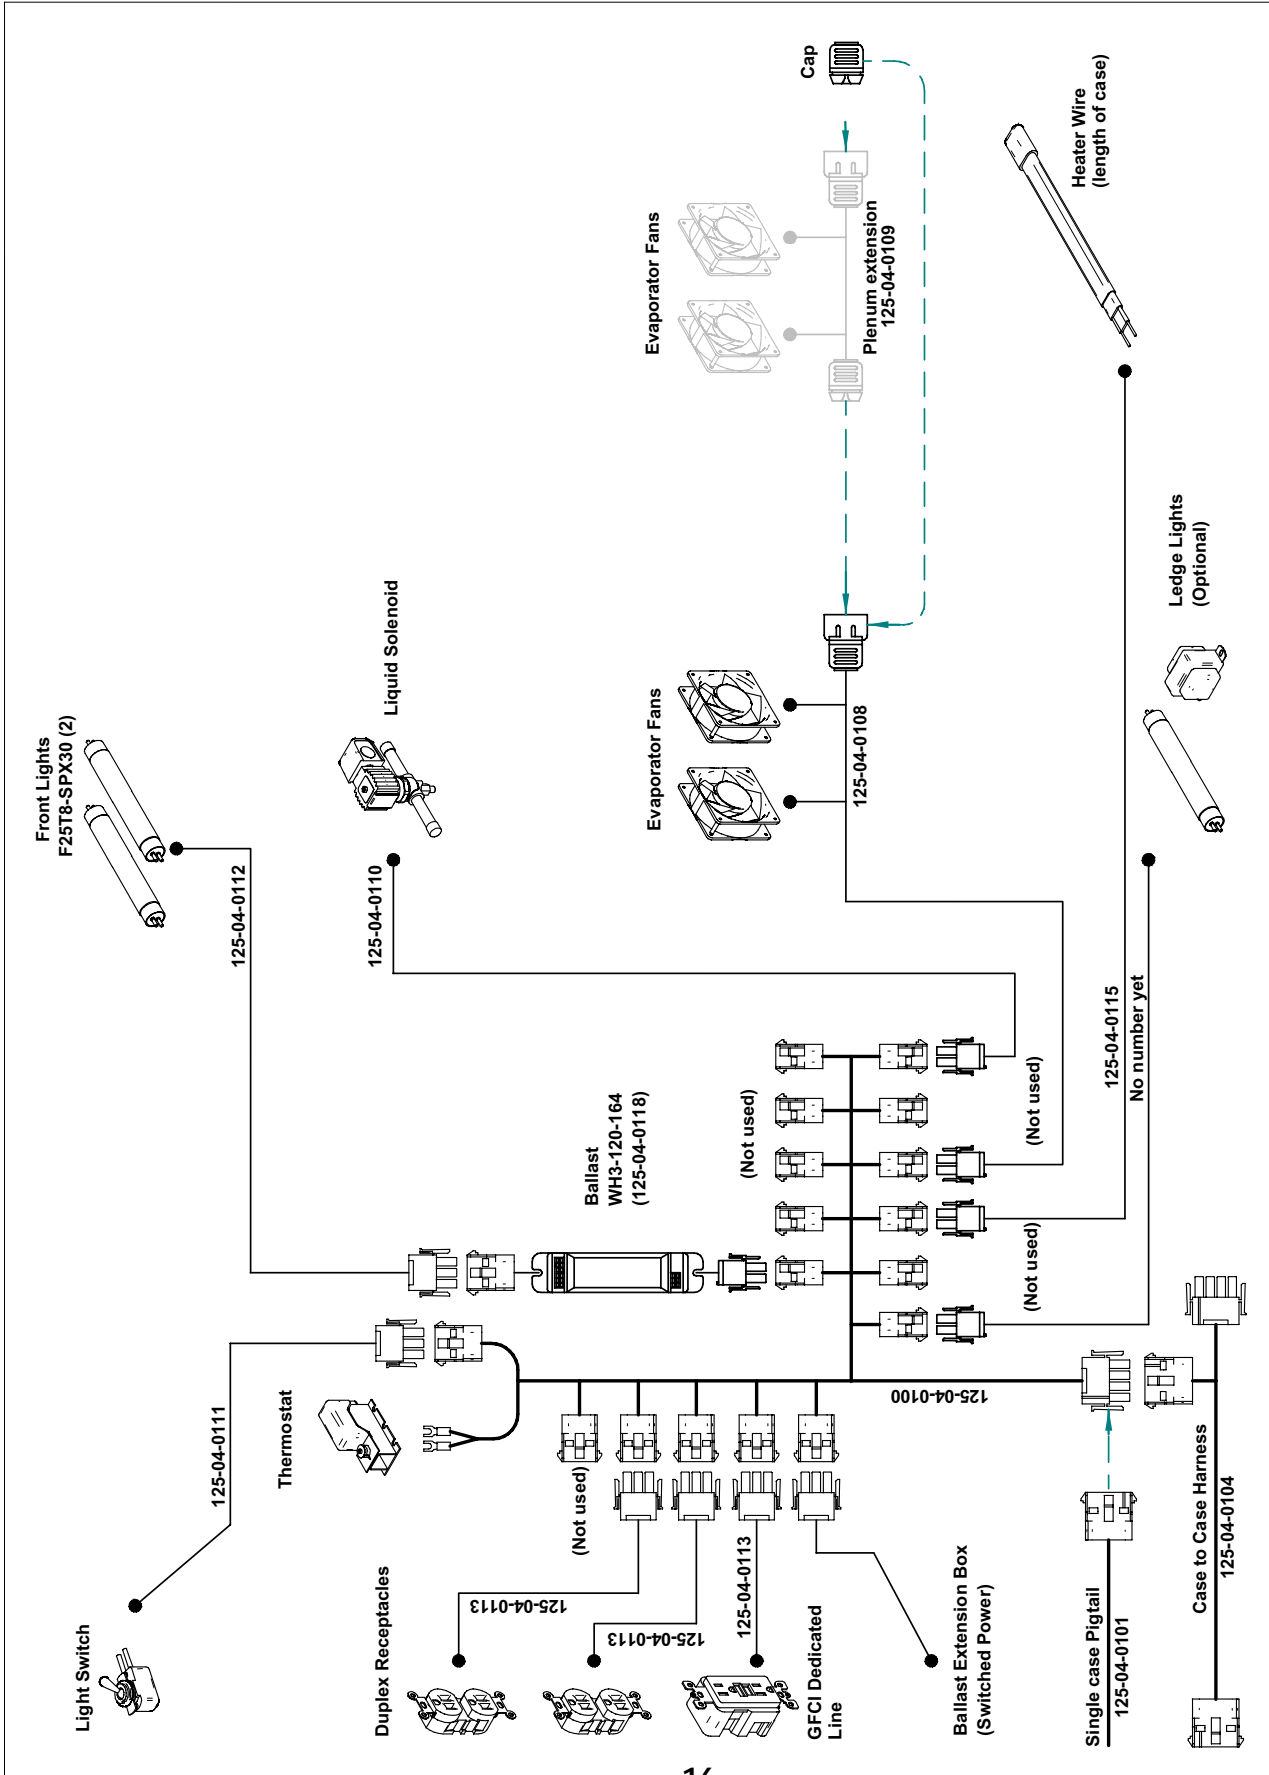 Light Switch
125-04-0111
Front Lights
F25T8-SPX30 (2)
125-04-0112
Thermostat
Liquid Solenoid
125-04-0110
Duplex Receptacles
125-04-0113
125-04-0113
(Not used)
125-04-0113
GFCI Dedicated
Line
Ballast Extension Box
(Switched Power)
Ballast
WH3-120-164
(125-04-0118)
(Not used)
Evaporator Fans
125-04-0108
Evaporator Fans
Plenum extension
125-04-0109
Cap
125-04-0100
(Not used)
(Not used)
Heater Wire
(length of case)
125-04-0115
No number yet
Ledge Lights
(Optional)
Single case Pigtail
125-04-0101
Case to Case Harness
125-04-0104